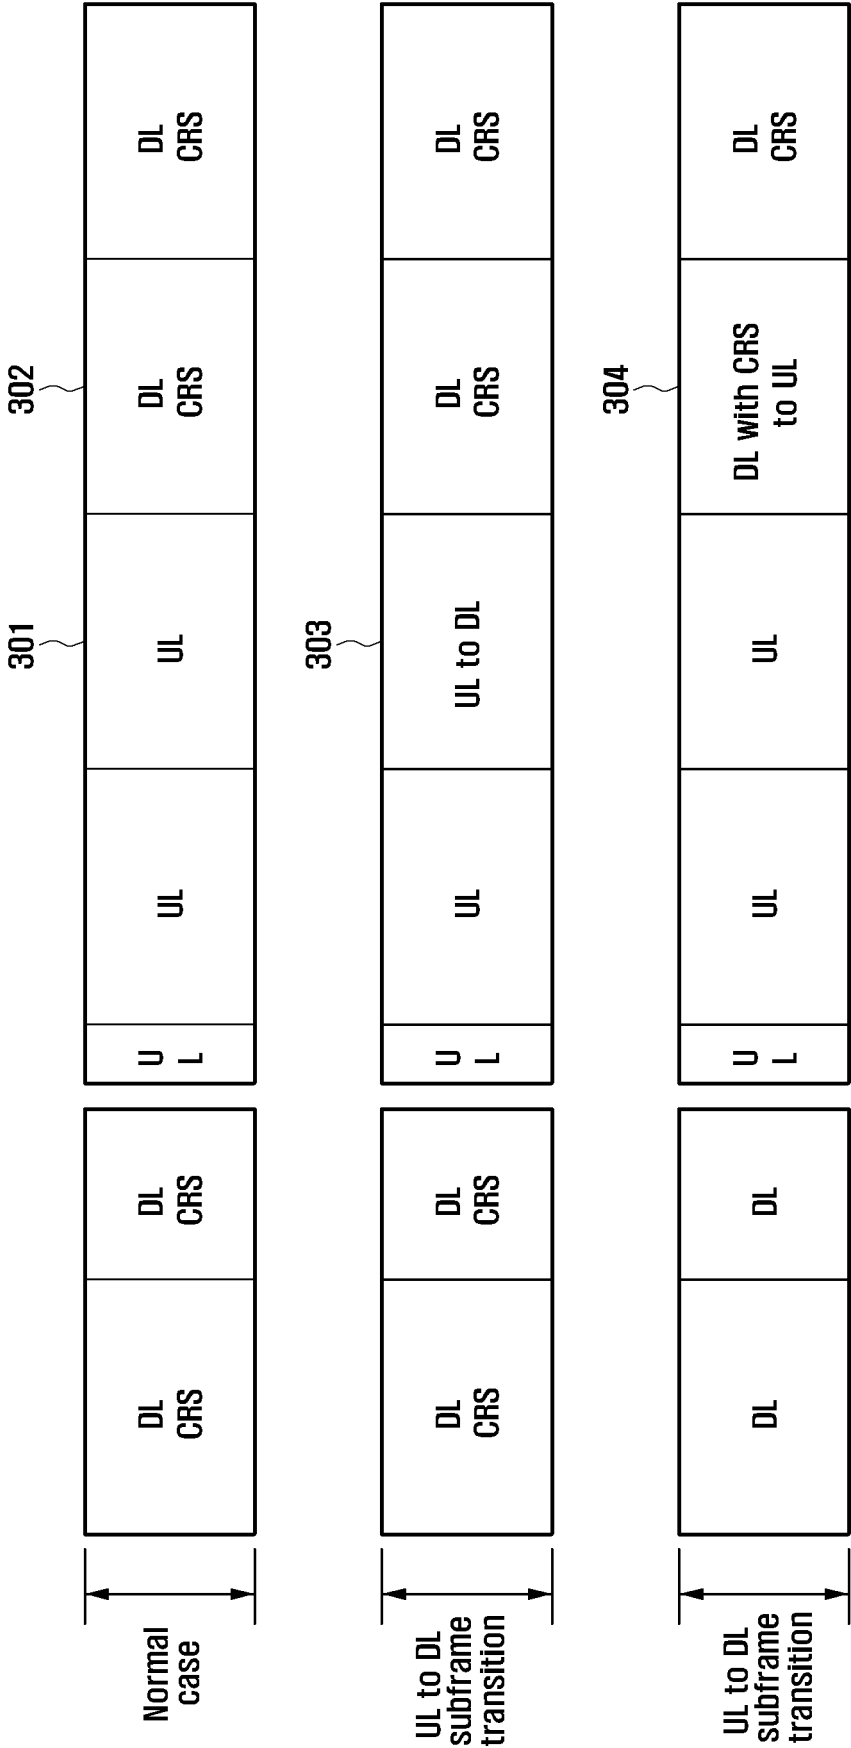 301
302
Normal
case
DL
CRS
DL
CRS
U
L
UL
UL
DL
CRS
DL
CRS
303
UL to DL
subframe
transition
DL
CRS
DL
CRS
U
L
UL
UL to DL
DL
CRS
DL
CRS
304
UL to DL
subframe
transition
DL
DL
U
L
UL
UL
DL with CRS
to UL
DL
CRS